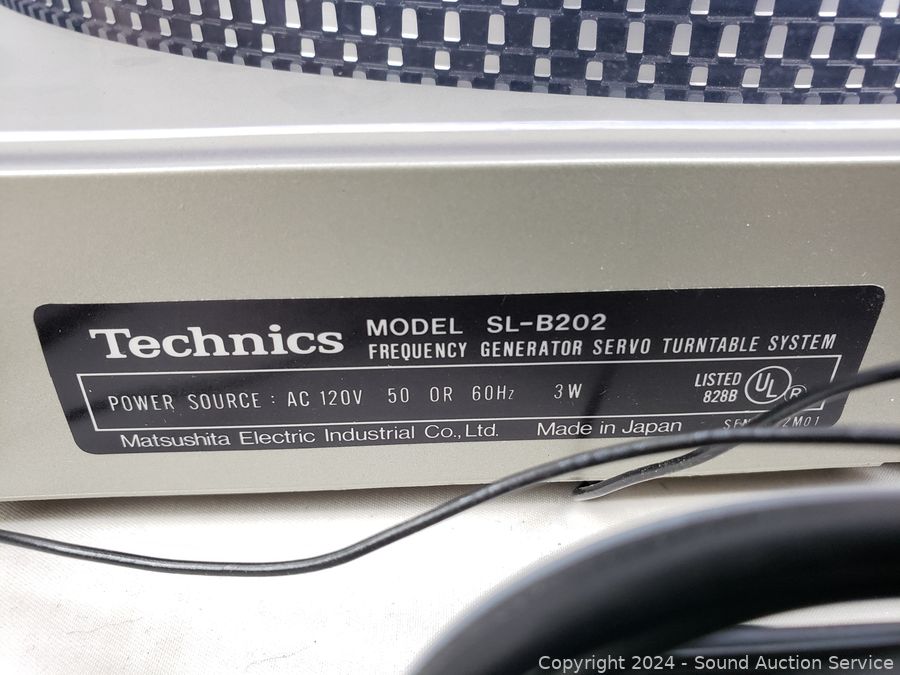 Technics MODEL SL-B202
FREQUENCY GENERATOR SERVO TURNTABLE SYSTEM
POWER SOURCE : AC 120V 50 OR 60Hz 3W
LISTED
828B
UL ®
Matsushita Electric Industrial Co., Ltd. Made in Japan
Copyright 2024 - Sound Auction Service